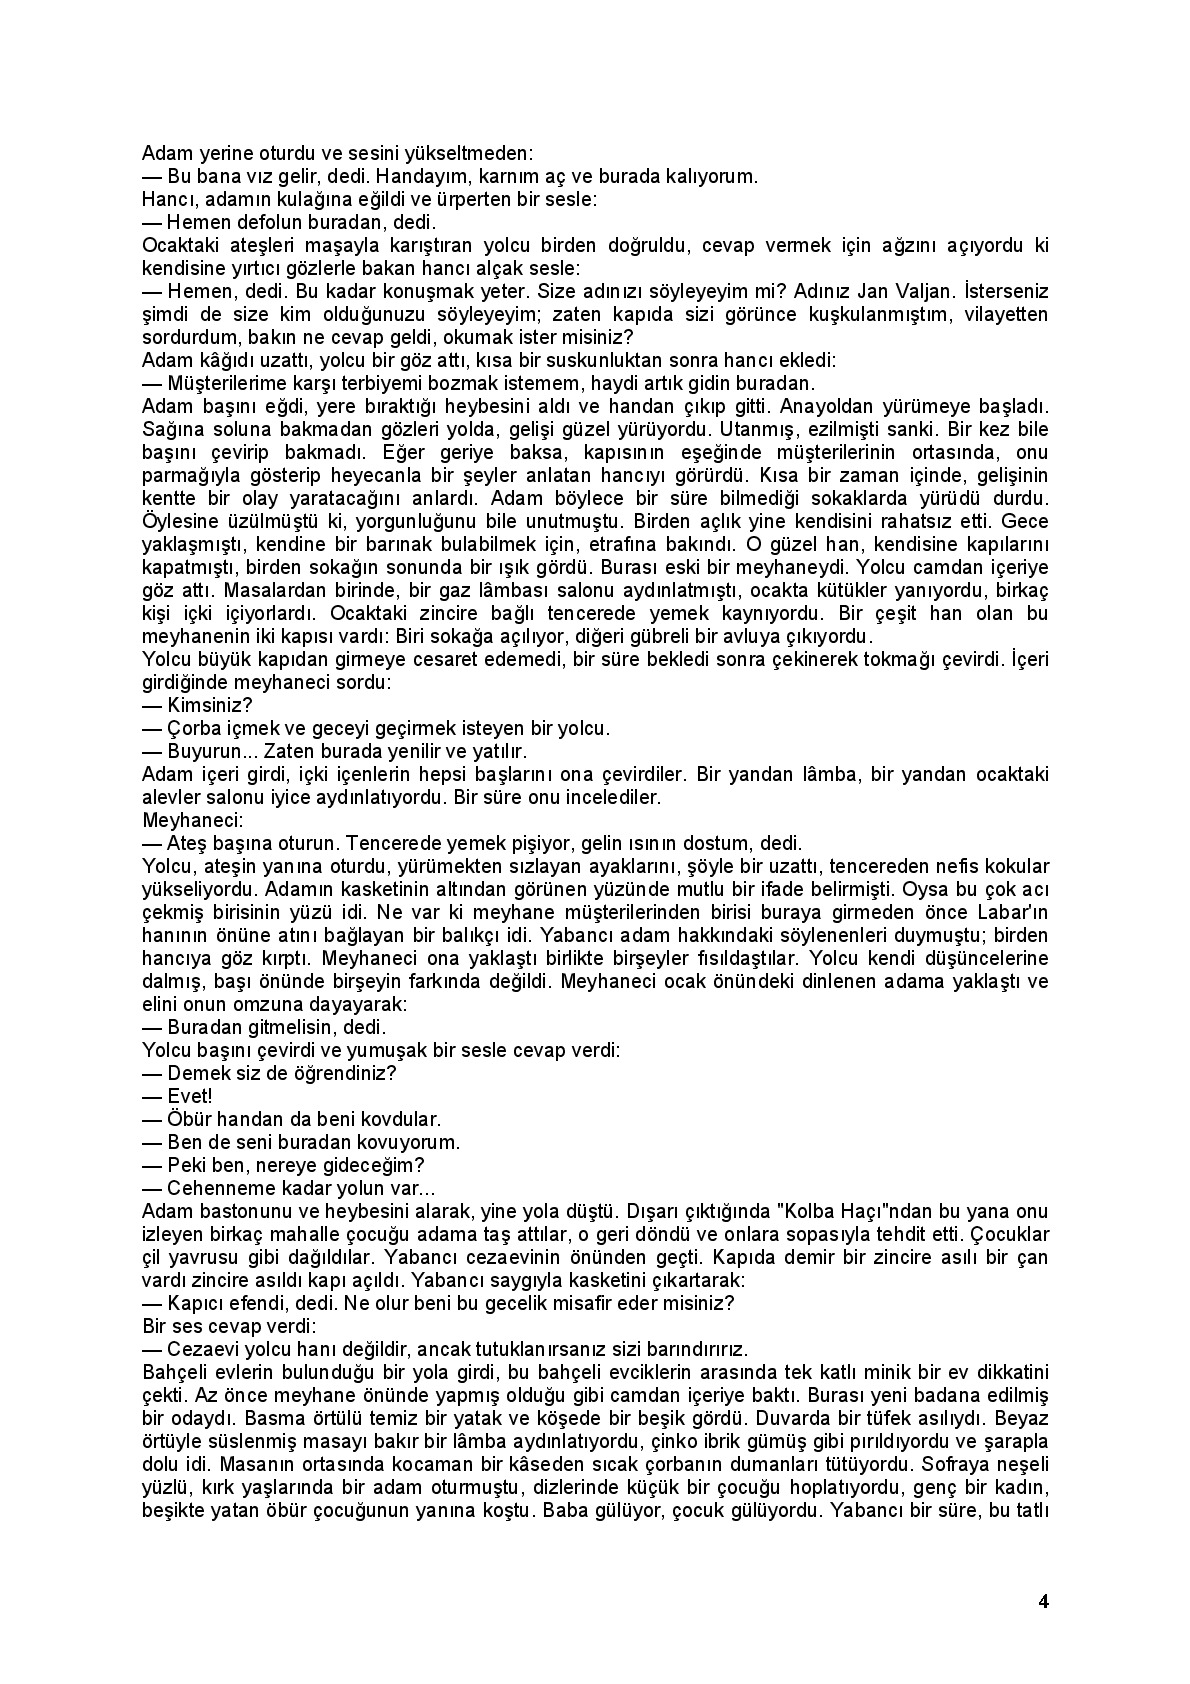 Adam yerine oturdu ve sesini yükseltmeden:
— Bu bana vız gelir, dedi. Handayım, karnım aç ve burada kalıyorum.
Hancı, adamın kulağına eğildi ve ürperten bir sesle:
— Hemen defolun buradan, dedi.
Ocaktaki ateşleri maşayla karıştıran yolcu birden doğruldu, cevap vermek için ağzını açıyordu ki
kendisine yırtıcı gözlerle bakan hancı alçak sesle:
— Hemen, dedi. Bu kadar konuşmak yeter. Size adınızı söyleyeyim mi? Adınız Jan Valjan. İsterseniz
şimdi de size kim olduğunuzu söyleyeyim; zaten kapıda sizi görünce kuşkulanmıştım, vilayetten
sordurdum, bakın ne cevap geldi, okumak ister misiniz?
Adam kâğıdı uzattı, yolcu bir göz attı, kısa bir suskunluktan sonra hancı ekledi:
— Müşterilerime karşı terbiyemi bozmak istemem, haydi artık gidin buradan.
Adam başını eğdi, yere bıraktığı heybesini aldı ve handan çıkıp gitti. Anayoldan yürümeye başladı.
Sağına soluna bakmadan gözleri yolda, gelişi güzel yürüyordu. Utanmış, ezilmişti sanki. Bir kez bile
başını çevirip bakmadı. Eğer geriye baksa, kapısının eşeğinde müşterilerinin ortasında, onu
parmağıyla gösterip heyecanla bir şeyler anlatan hancıyı görürdü. Kısa bir zaman içinde, gelişinin
kentte bir olay yaratacağını anlardı. Adam böylece bir süre bilmediği sokaklarda yürüdü durdu.
Öylesine üzülmüştü ki, yorgunluğunu bile unutmuştu. Birden açlık yine kendisini rahatsız etti. Gece
yaklaşmıştı, kendine bir barınak bulabilmek için, etrafına bakındı. O güzel han, kendisine kapılarını
kapatmıştı, birden sokağın sonunda bir ışık gördü. Burası eski bir meyhaneydi. Yolcu camdan içeriye
göz attı. Masalardan birinde, bir gaz lâmbası salonu aydınlatmıştı, ocakta kütükler yanıyordu, birkaç
kişi içki içiyorlardı. Ocaktaki zincire bağlı tencerede yemek kaynıyordu. Bir çeşit han olan bu
meyhanenin iki kapısı vardı: Biri sokağa açılıyor, diğeri gübreli bir avluya çıkıyordu.
Yolcu büyük kapıdan girmeye cesaret edemedi, bir süre bekledi sonra çekinerek tokmağı çevirdi. İçeri
girdiğinde meyhaneci sordu:
— Kimsiniz?
— Çorba içmek ve geceyi geçirmek isteyen bir yolcu.
— Buyurun... Zaten burada yenilir ve yatılır.
Adam içeri girdi, içki içenlerin hepsi başlarını ona çevirdiler. Bir yandan lâmba, bir yandan ocaktaki
alevler salonu iyice aydınlatıyordu. Bir süre onu incelediler.
Meyhaneci:
— Ateş başına oturun. Tencerede yemek pişiyor, gelin ısının dostum, dedi.
Yolcu, ateşin yanına oturdu, yürümekten sızlayan ayaklarını, şöyle bir uzattı, tencereden nefis kokular
yükseliyordu. Adamın kasketinin altından görünen yüzünde mutlu bir ifade belirmişti. Oysa bu çok acı
çekmiş birisinin yüzü idi. Ne var ki meyhane müşterilerinden birisi buraya girmeden önce Labar'ın
hanının önüne atını bağlayan bir balıkçı idi. Yabancı adam hakkındaki söylenenleri duymuştu; birden
hancıya göz kırptı. Meyhaneci ona yaklaştı birlikte birşeyler fısıldaştılar. Yolcu kendi düşüncelerine
dalmış, başı önünde birşeyin farkında değildi. Meyhaneci ocak önündeki dinlenen adama yaklaştı ve
elini onun omzuna dayayarak:
— Buradan gitmelisin, dedi.
Yolcu başını çevirdi ve yumuşak bir sesle cevap verdi:
— Demek siz de öğrendiniz?
— Evet!
— Öbür handan da beni kovdular.
— Ben de seni buradan kovuyorum.
— Peki ben, nereye gideceğim?
— Cehenneme kadar yolun var...
Adam bastonunu ve heybesini alarak, yine yola düştü. Dışarı çıktığında "Kolba Haçı"ndan bu yana onu
izleyen birkaç mahalle çocuğu adama taş attılar, o geri döndü ve onlara sopasıyla tehdit etti. Çocuklar
çil yavrusu gibi dağıldılar. Yabancı cezaevinin önünden geçti. Kapıda demir bir zincire asılı bir çan
vardı zincire asıldı kapı açıldı. Yabancı saygıyla kasketini çıkartarak:
— Kapıcı efendi, dedi. Ne olur beni bu gecelik misafir eder misiniz?
Bir ses cevap verdi:
— Cezaevi yolcu hanı değildir, ancak tutuklanırsanız sizi barındırırız.
Bahçeli evlerin bulunduğu bir yola girdi, bu bahçeli evciklerin arasında tek katlı minik bir ev dikkatini
çekti. Az önce meyhane önünde yapmış olduğu gibi camdan içeriye baktı. Burası yeni badana edilmiş
bir odaydı. Basma örtülü temiz bir yatak ve köşede bir beşik gördü. Duvarda bir tüfek asılıydı. Beyaz
örtüyle süslenmiş masayı bakır bir lâmba aydınlatıyordu, çinko ibrik gümüş gibi pırıldıyordu ve şarapla
dolu idi. Masanın ortasında kocaman bir kâseden sıcak çorbanın dumanları tütüyordu. Sofraya neşeli
yüzlü, kırk yaşlarında bir adam oturmuştu, dizlerinde küçük bir çocuğu hoplatıyordu, genç bir kadın,
beşikte yatan öbür çocuğunun yanına koştu. Baba gülüyor, çocuk gülüyordu. Yabancı bir süre, bu tatlı
4